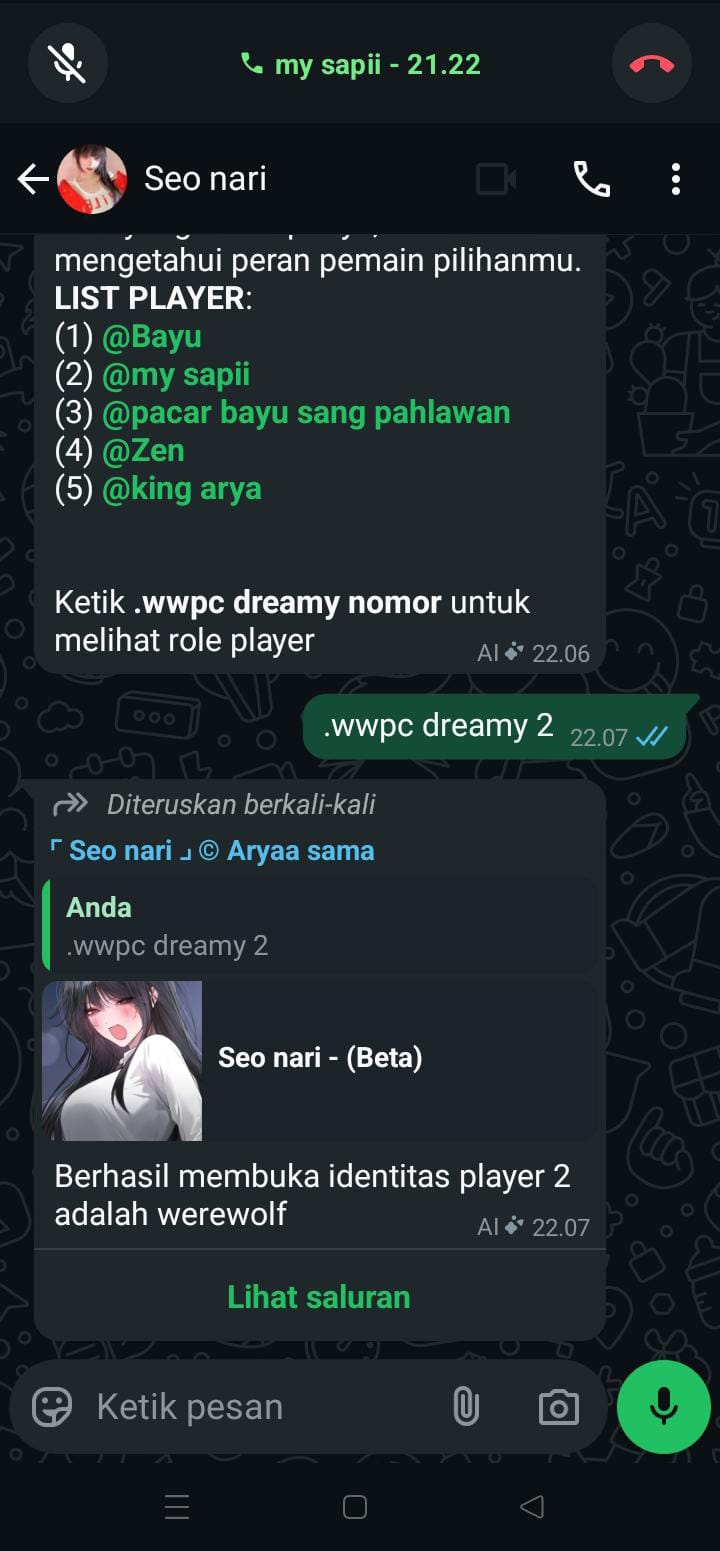 my sapii - 21.22
Seo nari
mengetahui peran pemain pilihanmu.
LIST PLAYER:
(1) @Bayu
(2) @my sapii
(3) @pacar bayu sang pahlawan
(4) @Zen
(5) @king arya
Ketik .wwpc dreamy nomor untuk
melihat role player
AI 22.06
.wwpc dreamy 2 22.07
Diteruskan berkali-kali
「 Seo nari 」 © Aryaa sama
Anda
.wwpc dreamy 2
Seo nari - (Beta)
Berhasil membuka identitas player 2
adalah werewolf
AI 22.07
Lihat saluran
Ketik pesan